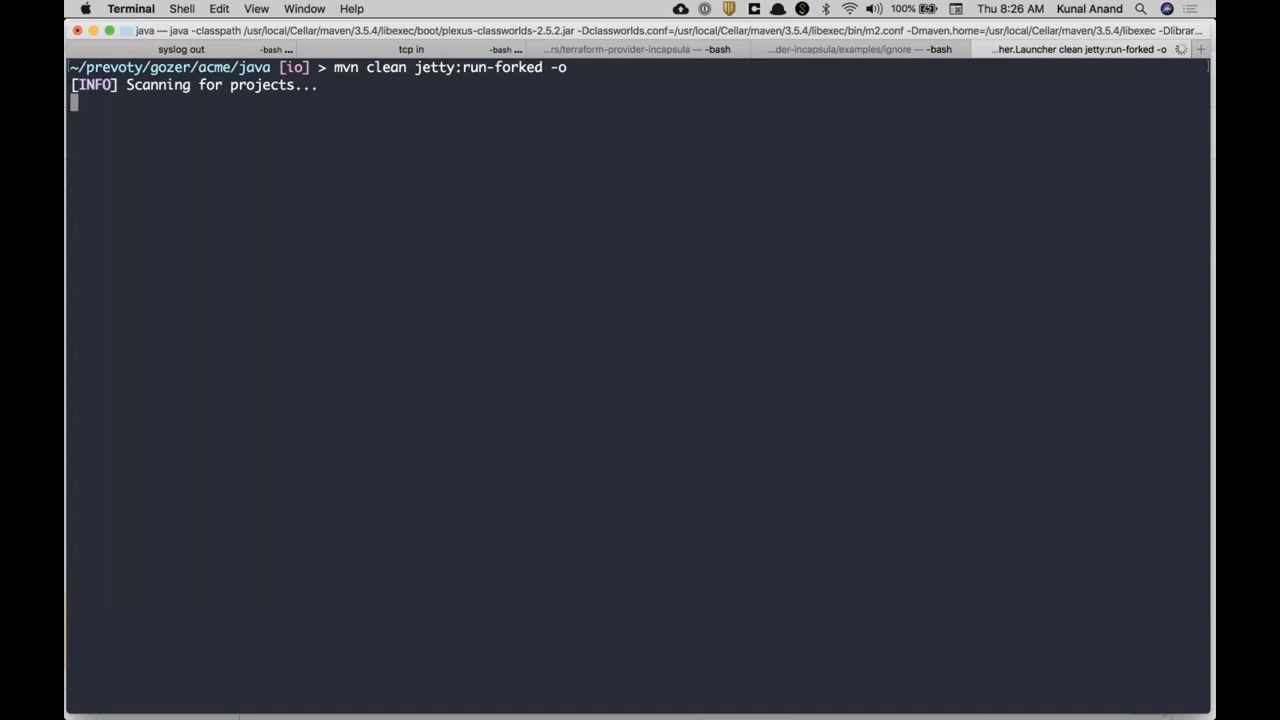 Terminal Shell Edit View Window Help 100% Thu 8:26 AM Kunal Anand
java — java -classpath /usr/local/Cellar/maven/3.5.4/libexec/boot/plexus-classworlds-2.5.2.jar -Dclassworlds.conf=/usr/local/Cellar/maven/3.5.4/libexec/bin/m2.conf -Dmaven.home=/usr/local/Cellar/maven/3.5.4/libexec -Dlibrar...
syslog out -bash ... tcp in -bash ... ...rs/terraform-provider-incapsula — -bash ...der-incapsula/examples/ignore — -bash ...her.Launcher clean jetty:run-forked -o
~/prevoty/gozer/acme/java [io] > mvn clean jetty:run-forked -o
[INFO] Scanning for projects...